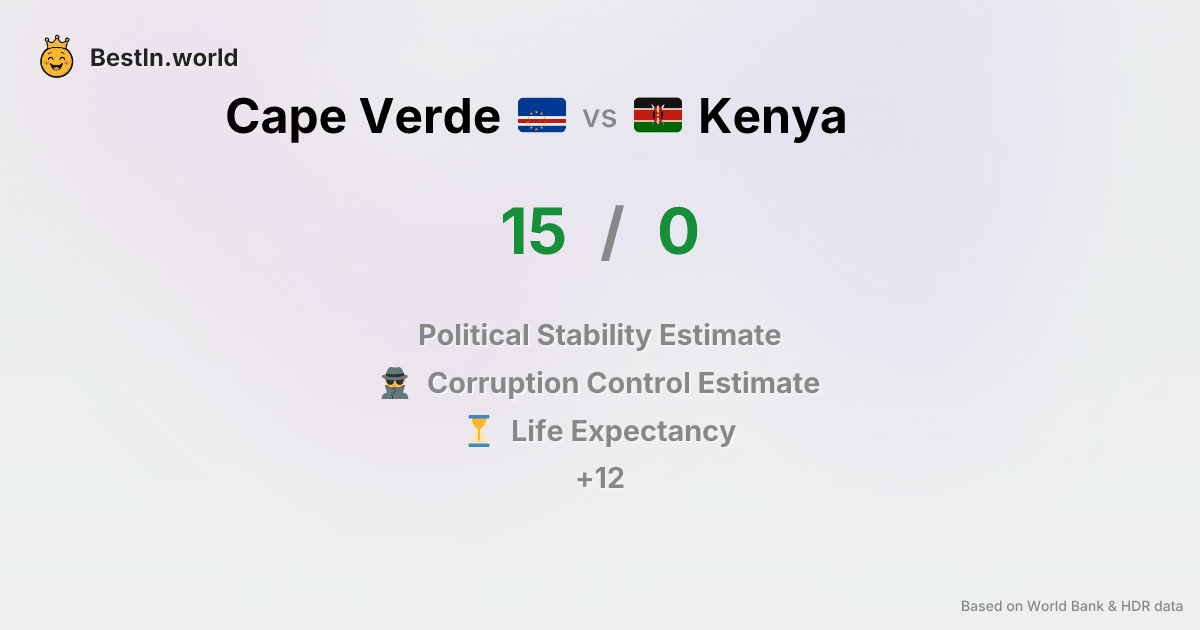 BestIn.world
Cape Verde vs Kenya
15 / 0
Political Stability Estimate
Corruption Control Estimate
Life Expectancy
+12
Based on World Bank & HDR data